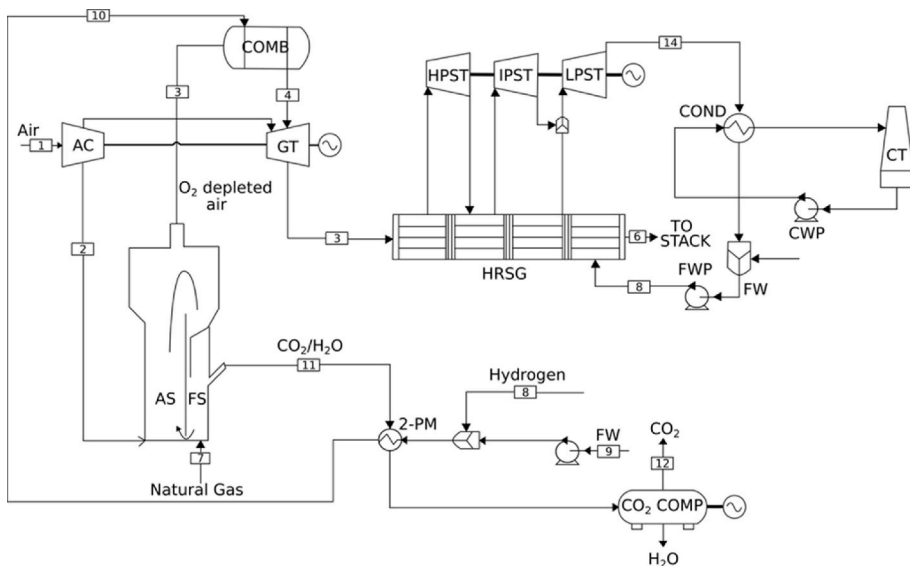 10
COMB
HPST
IPST
LPST
14
3
4
COND
Air
1
AC
GT
CT
O₂ depleted
air
2
3
6
TO
STACK
CWP
HRSG
8
FWP
FW
CO₂/H₂O
11
AS
FS
Hydrogen
8
2-PM
FW
9
CO₂
12
7
Natural Gas
CO₂ COMP
H₂O